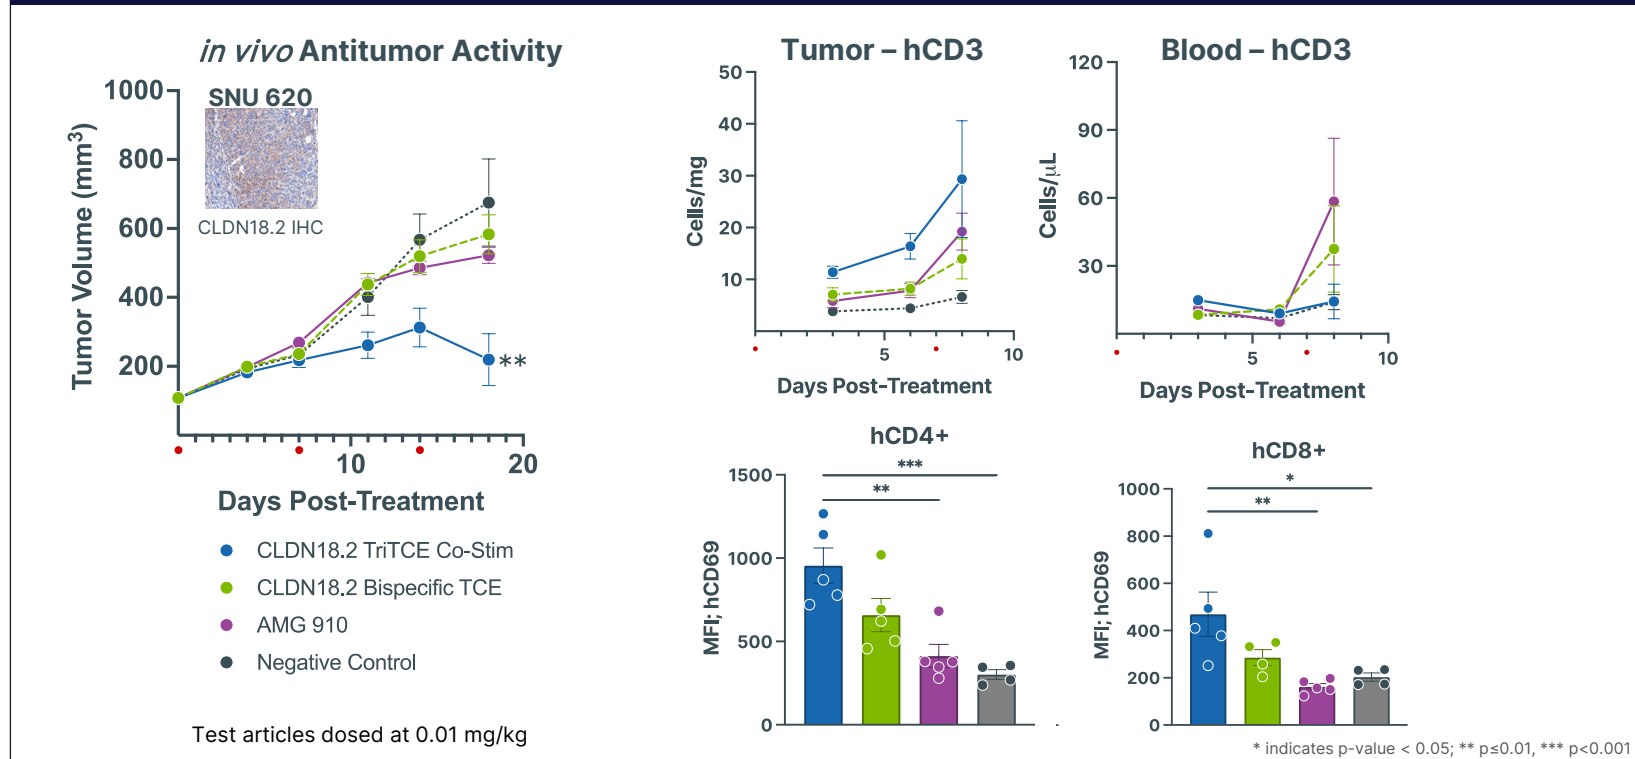 in vivo Antitumor Activity
1000
800
600
400
200
Tumor Volume (mm³)
SNU 620
CLDN18.2 IHC
**
10
20
Days Post-Treatment
CLDN18.2 TriTCE Co-Stim
CLDN18.2 Bispecific TCE
AMG 910
Negative Control
Test articles dosed at 0.01 mg/kg
Tumor – hCD3
50
40
30
20
10
Cells/mg
5
10
Days Post-Treatment
Blood – hCD3
120
90
60
30
Cells/μL
5
10
Days Post-Treatment
hCD4+
1500
1000
500
0
MFI; hCD69
***
**
hCD8+
1000
800
600
400
200
0
MFI; hCD69
*
**
* indicates p-value < 0.05; ** p≤0.01, *** p<0.001